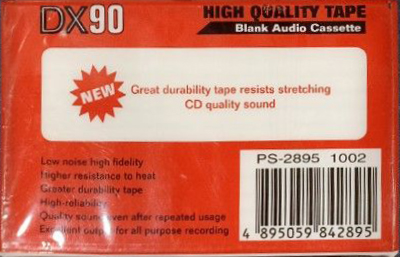 DX90
HIGH QUALITY TAPE
Blank Audio Cassette
NEW
Great durability tape resists stretching
CD quality sound
Low noise high fidelity
Higher resistance to heat
Greater durability tape
High-reliability
Quality sound even after repeated usage
Excellent output for all purpose recording
PS-2895 1002
4 895059 842895